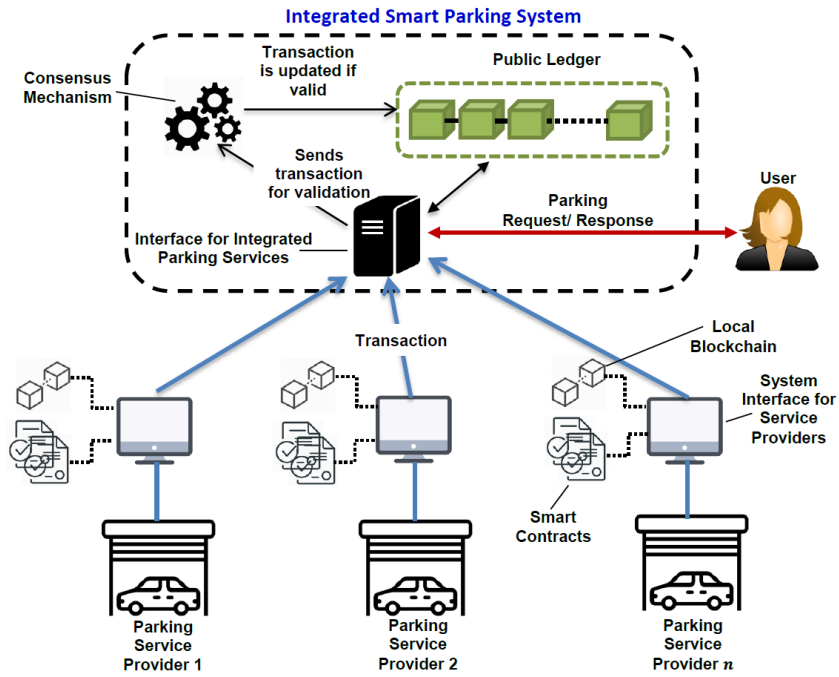 Integrated Smart Parking System
Transaction
is updated if
valid
Public Ledger
Consensus
Mechanism
Sends
transaction
for validation
User
Parking
Request/ Response
Interface for Integrated
Parking Services
Transaction
Local
Blockchain
System
Interface for
Service
Providers
Smart
Contracts
Parking
Service
Provider 1
Parking
Service
Provider 2
Parking
Service
Provider n